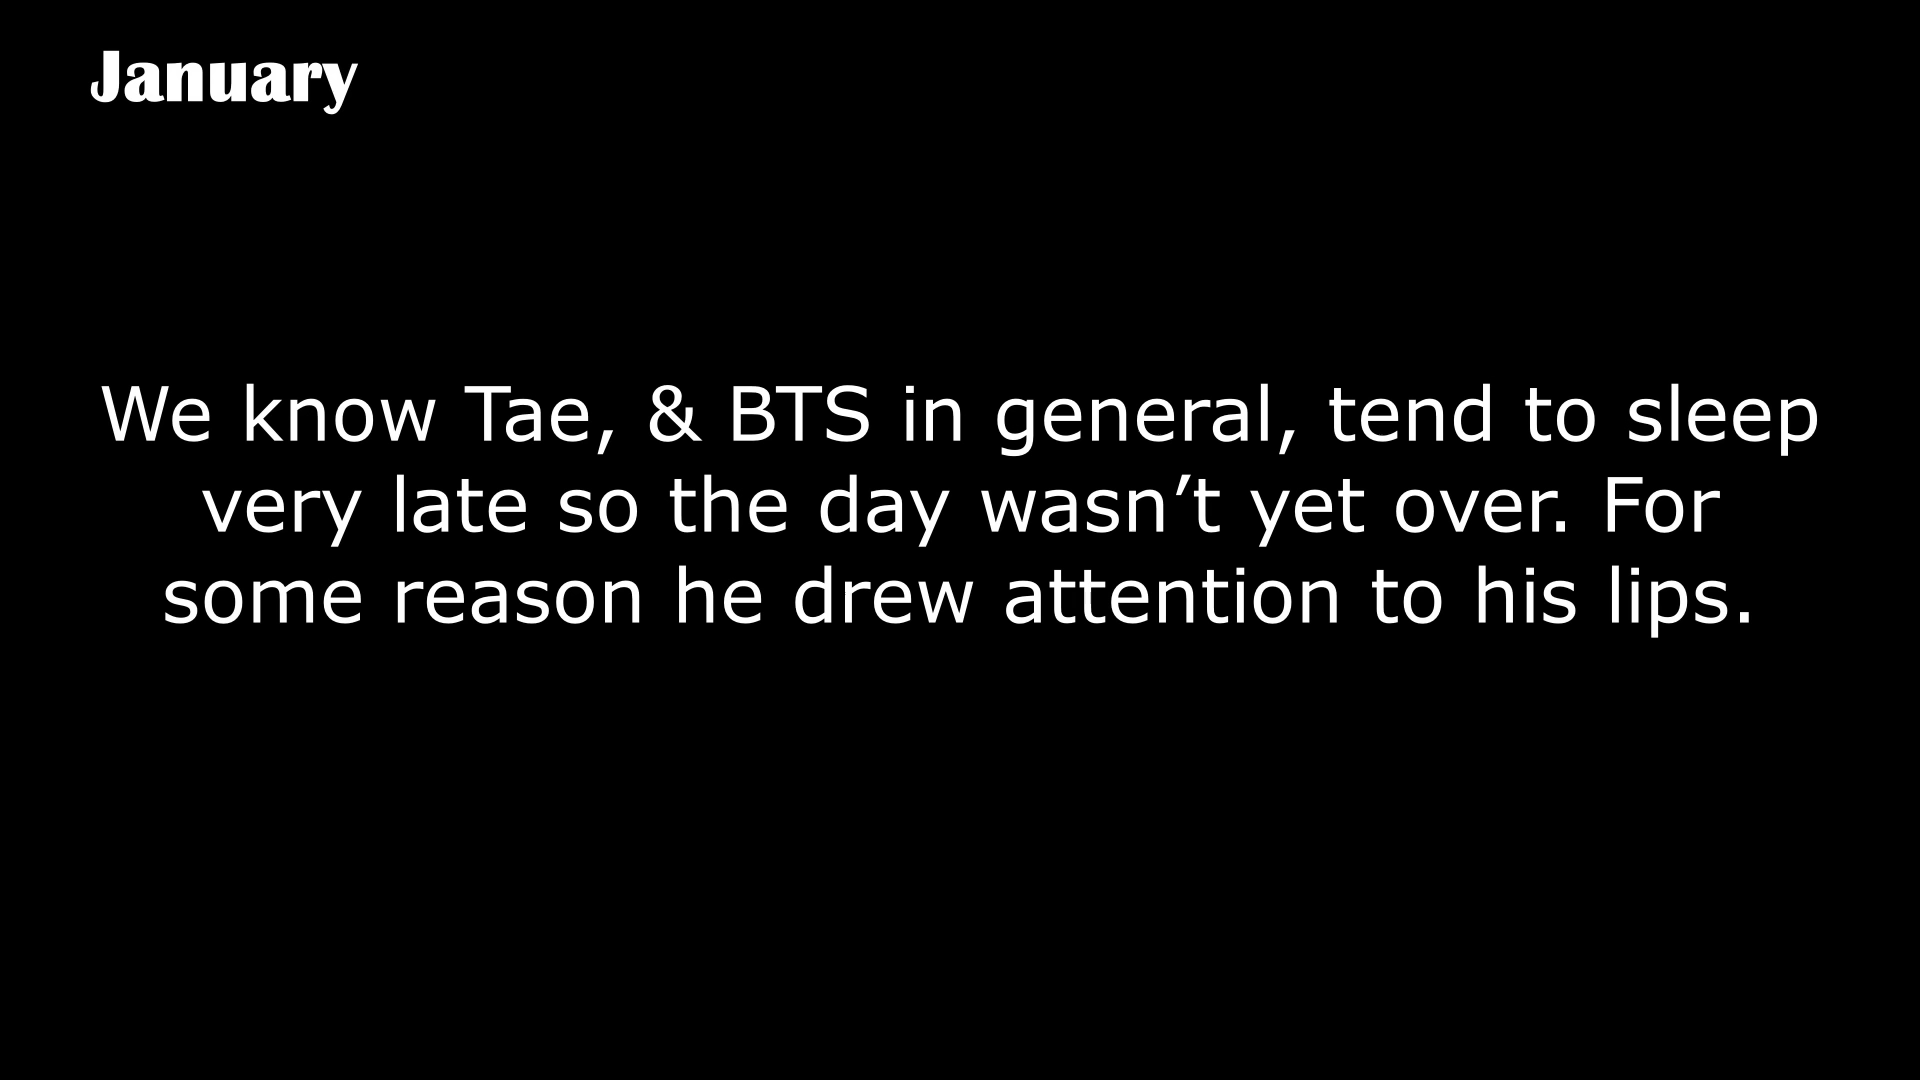 January
We know Tae, & BTS in general, tend to sleep
very late so the day wasn’t yet over. For
some reason he drew attention to his lips.